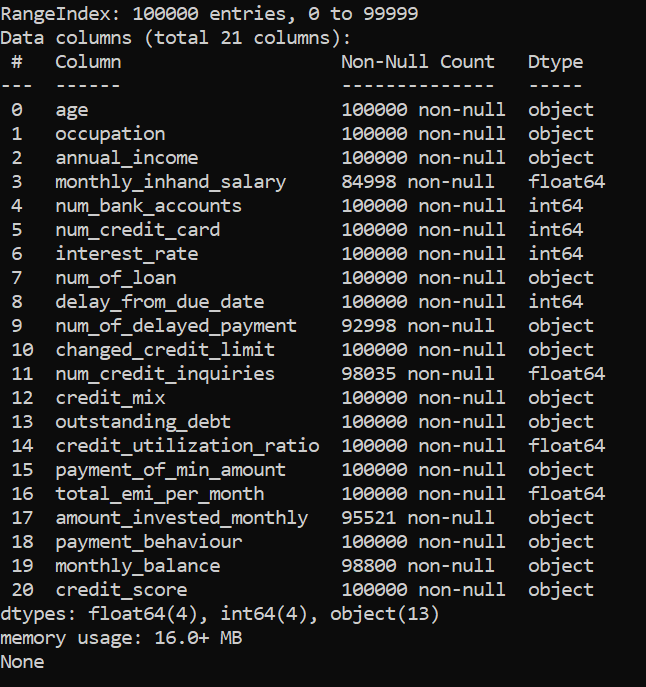 RangeIndex: 100000 entries, 0 to 99999
Data columns (total 21 columns):
 #   Column                    Non-Null Count   Dtype
---  ------                    --------------   -----
 0   age                       100000 non-null  object
 1   occupation                100000 non-null  object
 2   annual_income             100000 non-null  object
 3   monthly_inhand_salary     84998 non-null   float64
 4   num_bank_accounts         100000 non-null  int64
 5   num_credit_card           100000 non-null  int64
 6   interest_rate             100000 non-null  int64
 7   num_of_loan               100000 non-null  object
 8   delay_from_due_date       100000 non-null  int64
 9   num_of_delayed_payment    92998 non-null   object
 10  changed_credit_limit      100000 non-null  object
 11  num_credit_inquiries      98035 non-null   float64
 12  credit_mix                100000 non-null  object
 13  outstanding_debt          100000 non-null  object
 14  credit_utilization_ratio  100000 non-null  float64
 15  payment_of_min_amount     100000 non-null  object
 16  total_emi_per_month       100000 non-null  float64
 17  amount_invested_monthly   95521 non-null   object
 18  payment_behaviour         100000 non-null  object
 19  monthly_balance           98800 non-null   object
 20  credit_score              100000 non-null  object
dtypes: float64(4), int64(4), object(13)
memory usage: 16.0+ MB
None